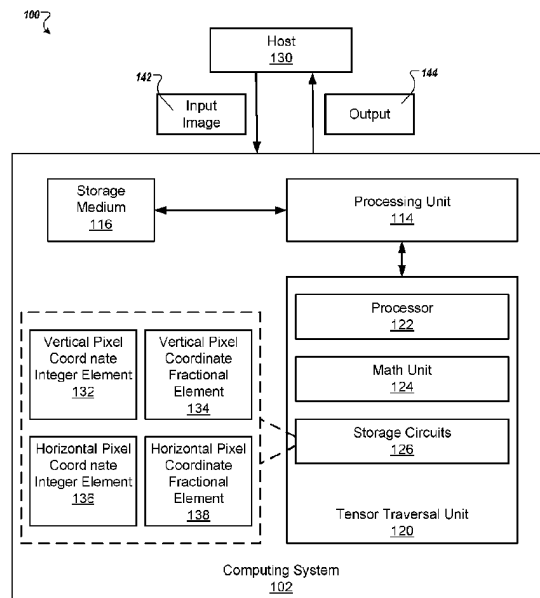 100
Host
130
142
Input
Image
144
Output
Storage
Medium
116
Processing Unit
114
Processor
122
Math Unit
124
Storage Circuits
126
Tensor Traversal Unit
120
Vertical Pixel
Coord nate
Integer Element
132
Vertical Pixel
Coordinate
Fractional
Element
134
Horizontal Pixel
Coord nate
Integer Element
136
Horizontal Pixel
Coordinate
Fractional
Element
138
Computing System
102